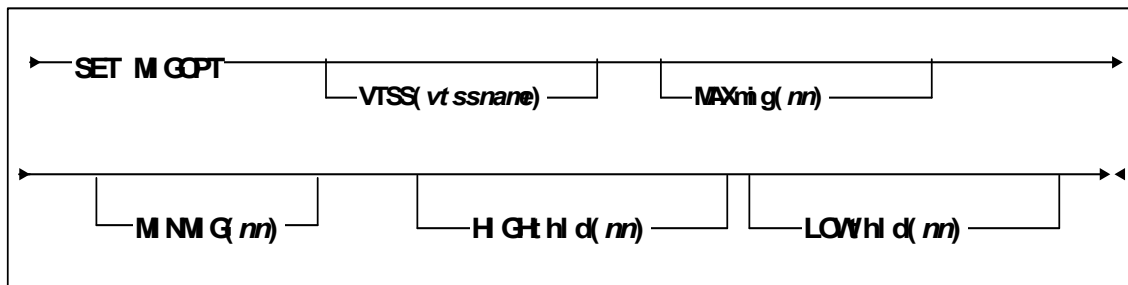 SET MIGOPT
VTSS(vtssname) MAXmig(nn)
MINMIG(nn) HIGHthld(nn) LOWthld(nn)